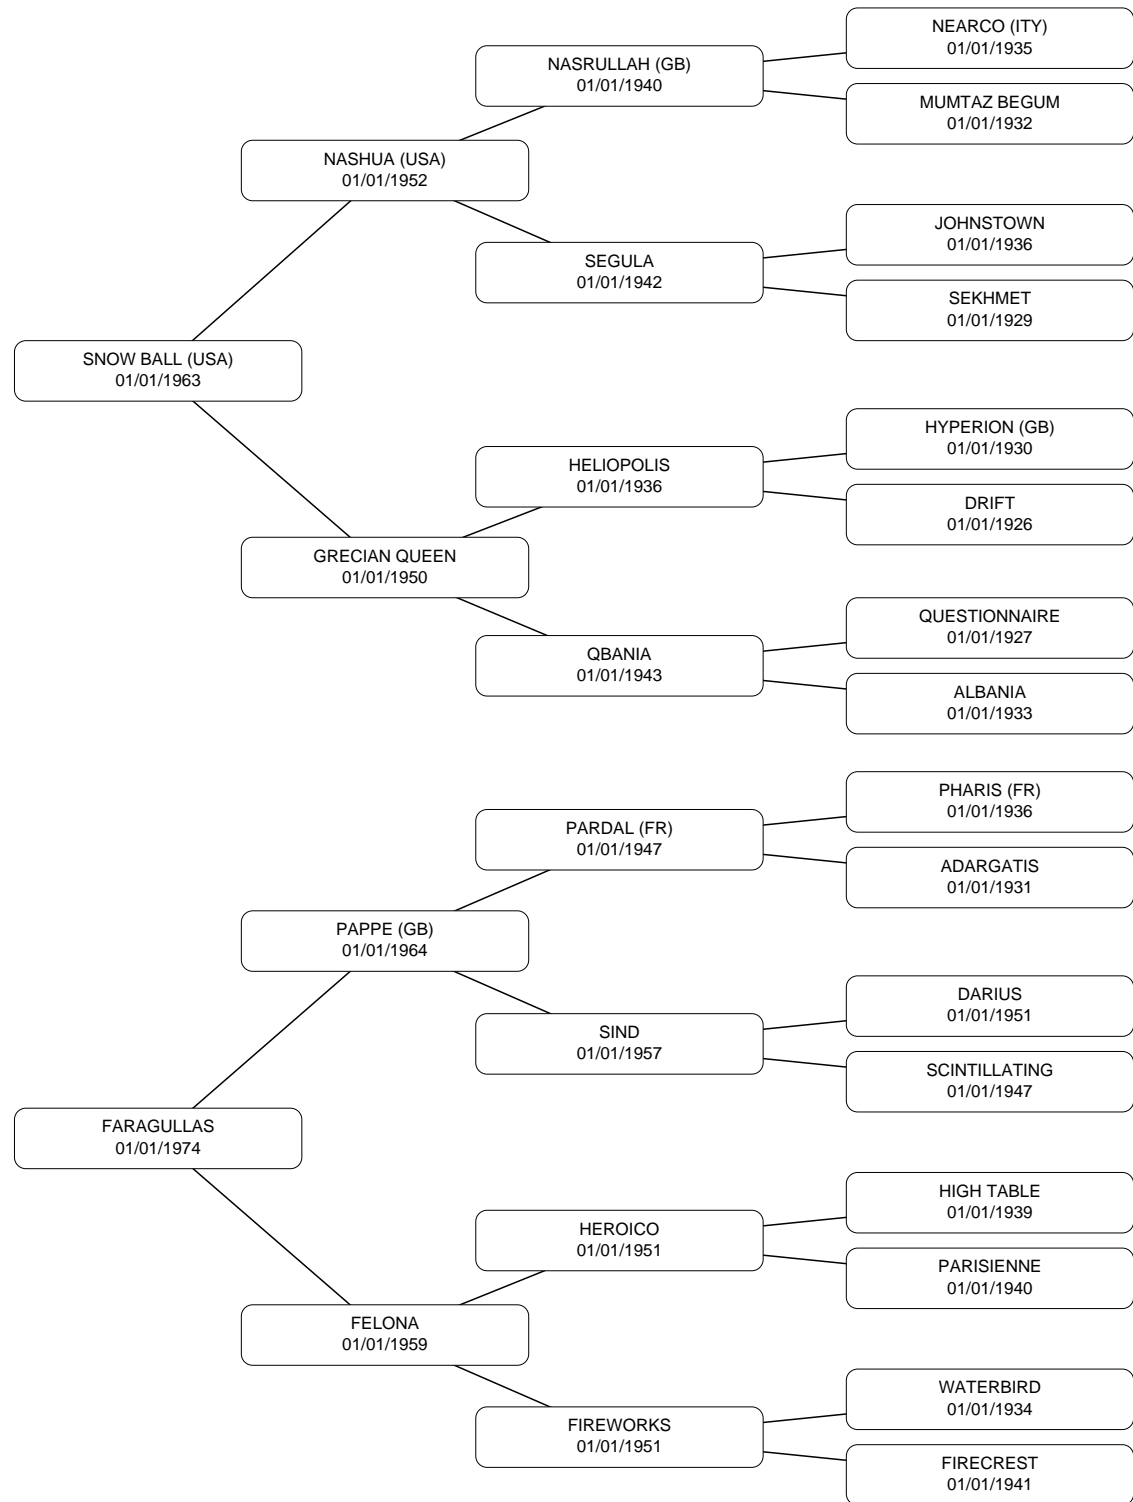 NEARCO (ITY)
01/01/1935
NASRULLAH (GB)
01/01/1940
MUMTAZ BEGUM
01/01/1932
NASHUA (USA)
01/01/1952
JOHNSTOWN
01/01/1936
SEGULA
01/01/1942
SEKHMET
01/01/1929
SNOW BALL (USA)
01/01/1963
HYPERION (GB)
01/01/1930
HELIOPOLIS
01/01/1936
DRIFT
01/01/1926
GRECIAN QUEEN
01/01/1950
QUESTIONNAIRE
01/01/1927
QBANIA
01/01/1943
ALBANIA
01/01/1933
PHARIS (FR)
01/01/1936
PARDAL (FR)
01/01/1947
ADARGATIS
01/01/1931
PAPPE (GB)
01/01/1964
DARIUS
01/01/1951
SIND
01/01/1957
SCINTILLATING
01/01/1947
FARAGULLAS
01/01/1974
HIGH TABLE
01/01/1939
HEROICO
01/01/1951
PARISIENNE
01/01/1940
FELONA
01/01/1959
WATERBIRD
01/01/1934
FIREWORKS
01/01/1951
FIRECREST
01/01/1941